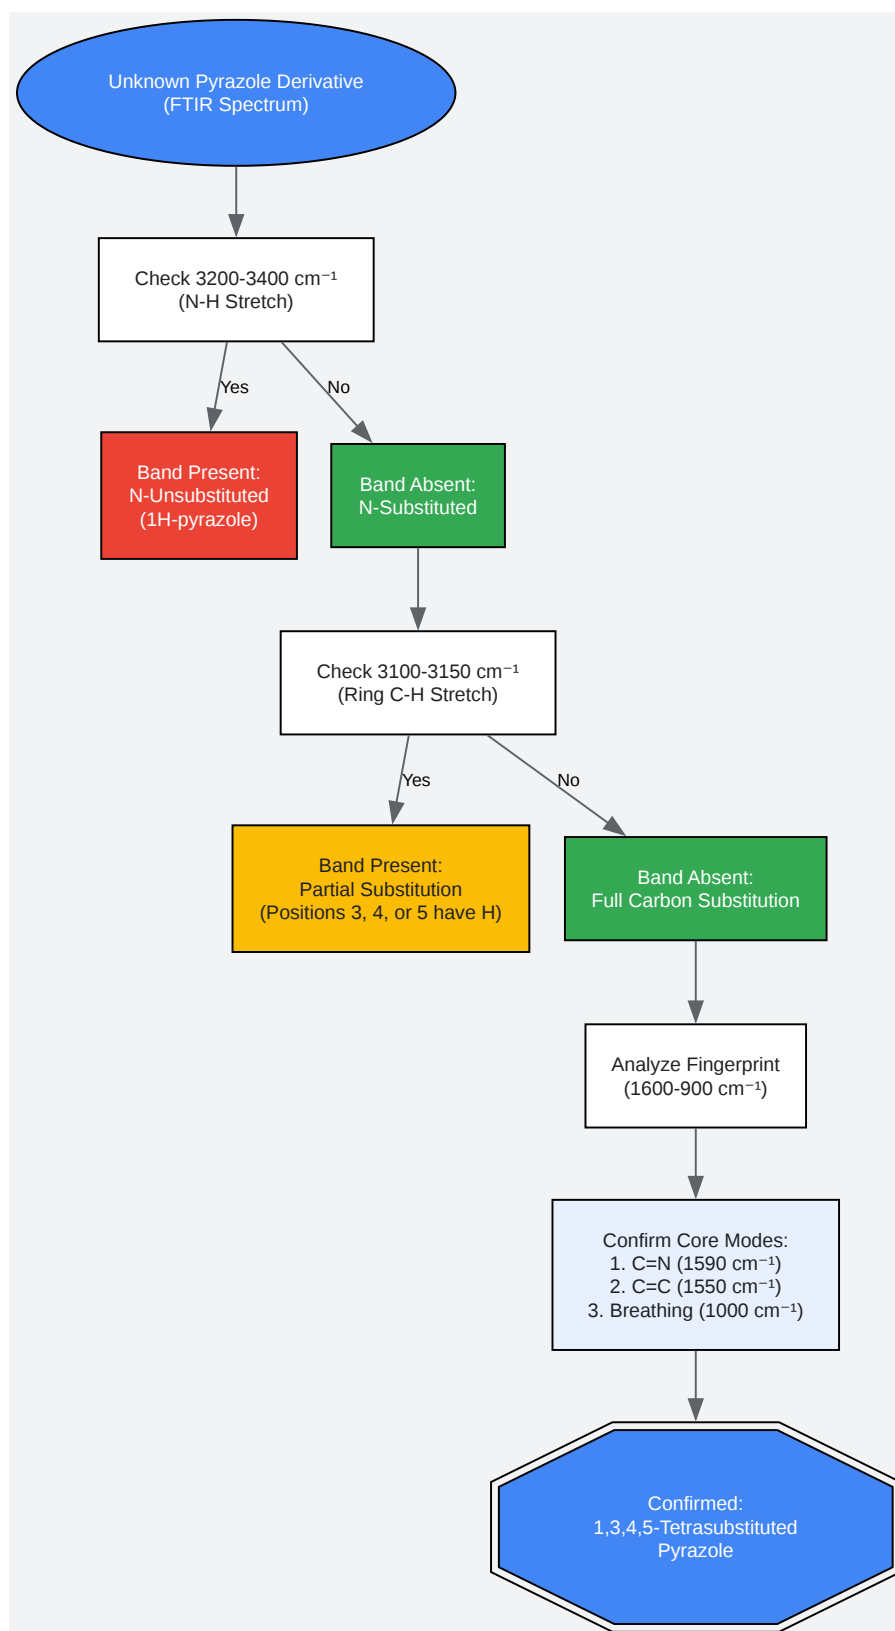 Unknown Pyrazole Derivative
(FTIR Spectrum)
Check 3200-3400 cm⁻¹
(N-H Stretch)
Yes
No
Band Present:
N-Unsubstituted
(1H-pyrazole)
Band Absent:
N-Substituted
Check 3100-3150 cm⁻¹
(Ring C-H Stretch)
Yes
No
Band Present:
Partial Substitution
(Positions 3, 4, or 5 have H)
Band Absent:
Full Carbon Substitution
Analyze Fingerprint
(1600-900 cm⁻¹)
Confirm Core Modes:
1. C=N (1590 cm⁻¹)
2. C=C (1550 cm⁻¹)
3. Breathing (1000 cm⁻¹)
Confirmed:
1,3,4,5-Tetrasubstituted
Pyrazole